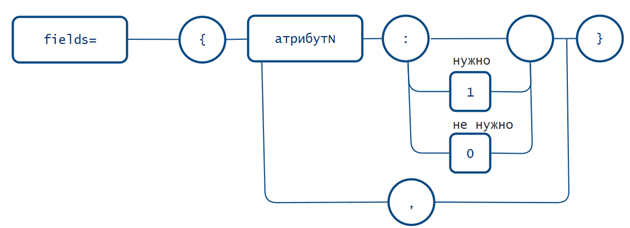 fields=
{
атрибутN
:
}
нужно
1
не нужно
0
,